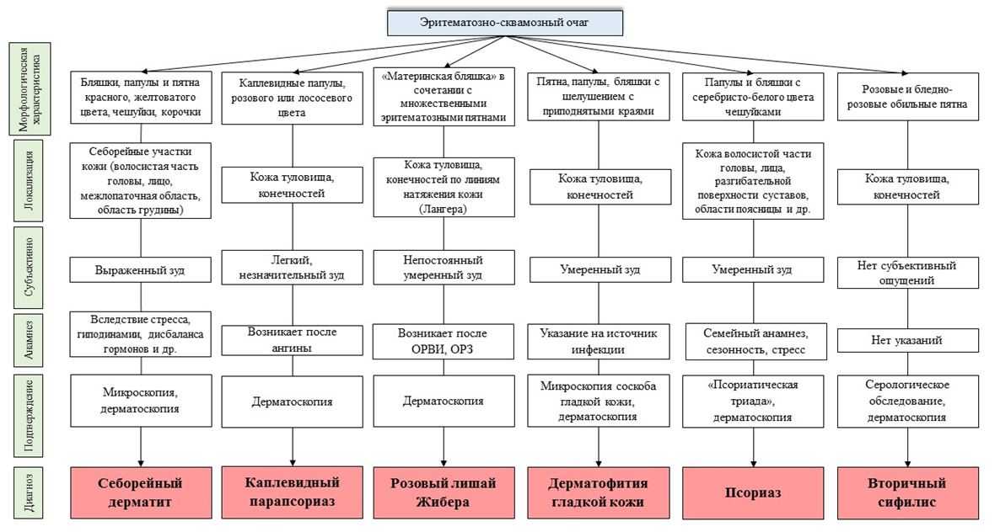 Эритематозно-сквамозный очаг
Морфологическая
характеристика
Бляшки, папулы и пятна
красного, желтоватого
цвета, чешуйки, корочки
Каплевидные папулы,
розового или лососевого
цвета
«Материнская бляшка» в
сочетании с
множественными
эритематозными пятнами
Пятна, папулы, бляшки с
шелушением с
приподнятыми краями
Папулы и бляшки с
серебристо-белого цвета
чешуйками
Розовые и бледно-
розовые обильные пятна
Локализация
Себорейные участки
кожи (волосистая часть
головы, лицо,
межлопаточная область,
область грудины)
Кожа туловища,
конечностей
Кожа туловища,
конечностей по линиям
натяжения кожи
(Лангера)
Кожа туловища,
конечностей
Кожа волосистой части
головы, лица,
разгибательной
поверхности суставов,
области поясницы и др.
Кожа туловища,
конечностей
Субъективно
Выраженный зуд
Легкий,
незначительный зуд
Непостоянный
умеренный зуд
Умеренный зуд
Умеренный зуд
Нет субъективный
ощущений
Анамнез
Вследствие стресса,
гиподинамии, дисбаланса
гормонов и др.
Возникает после
ангины
Возникает после
ОРВИ, ОРЗ
Указание на источник
инфекции
Семейный анамнез,
сезонность, стресс
Нет указаний
Подтверждение
Микроскопия,
дерматоскопия
Дерматоскопия
Дерматоскопия
Микроскопия соскоба
гладкой кожи,
дерматоскопия
«Псориатическая
триада»,
дерматоскопия
Серологическое
обследование,
дерматоскопия
Диагноз
Себорейный
дерматит
Каплевидный
парапсориаз
Розовый лишай
Жибера
Дерматофития
гладкой кожи
Псориаз
Вторичный
сифилис